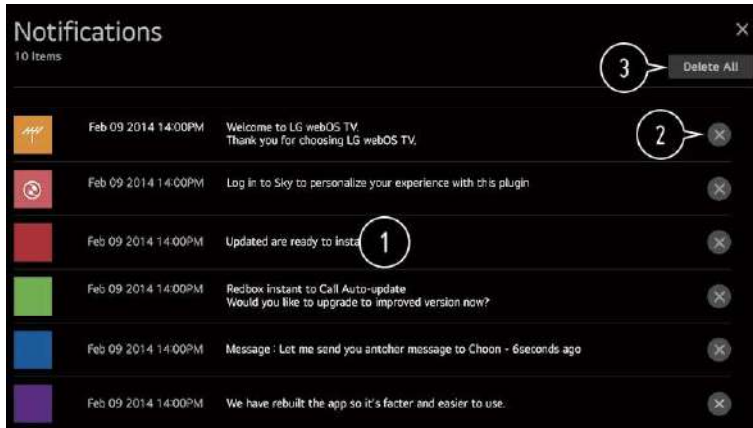 Notifications
10 Items
3
Delete All
Feb 09 2014 14:00PM
Welcome to LG webOS TV.
Thank you for choosing LG webOS TV.
2
Feb 09 2014 14:00PM
Log in to Sky to personalize your experience with this plugin
Feb 09 2014 14:00PM
Updated are ready to insta
1
Feb 09 2014 14:00PM
Redbox instant to Call Auto-update
Would you like to upgrade to improved version now?
Feb 09 2014 14:00PM
Message : Let me send you antcher message to Choon - 6seconds ago
Feb 09 2014 14:00PM
We have rebuilt the app so it's facter and easier to use.